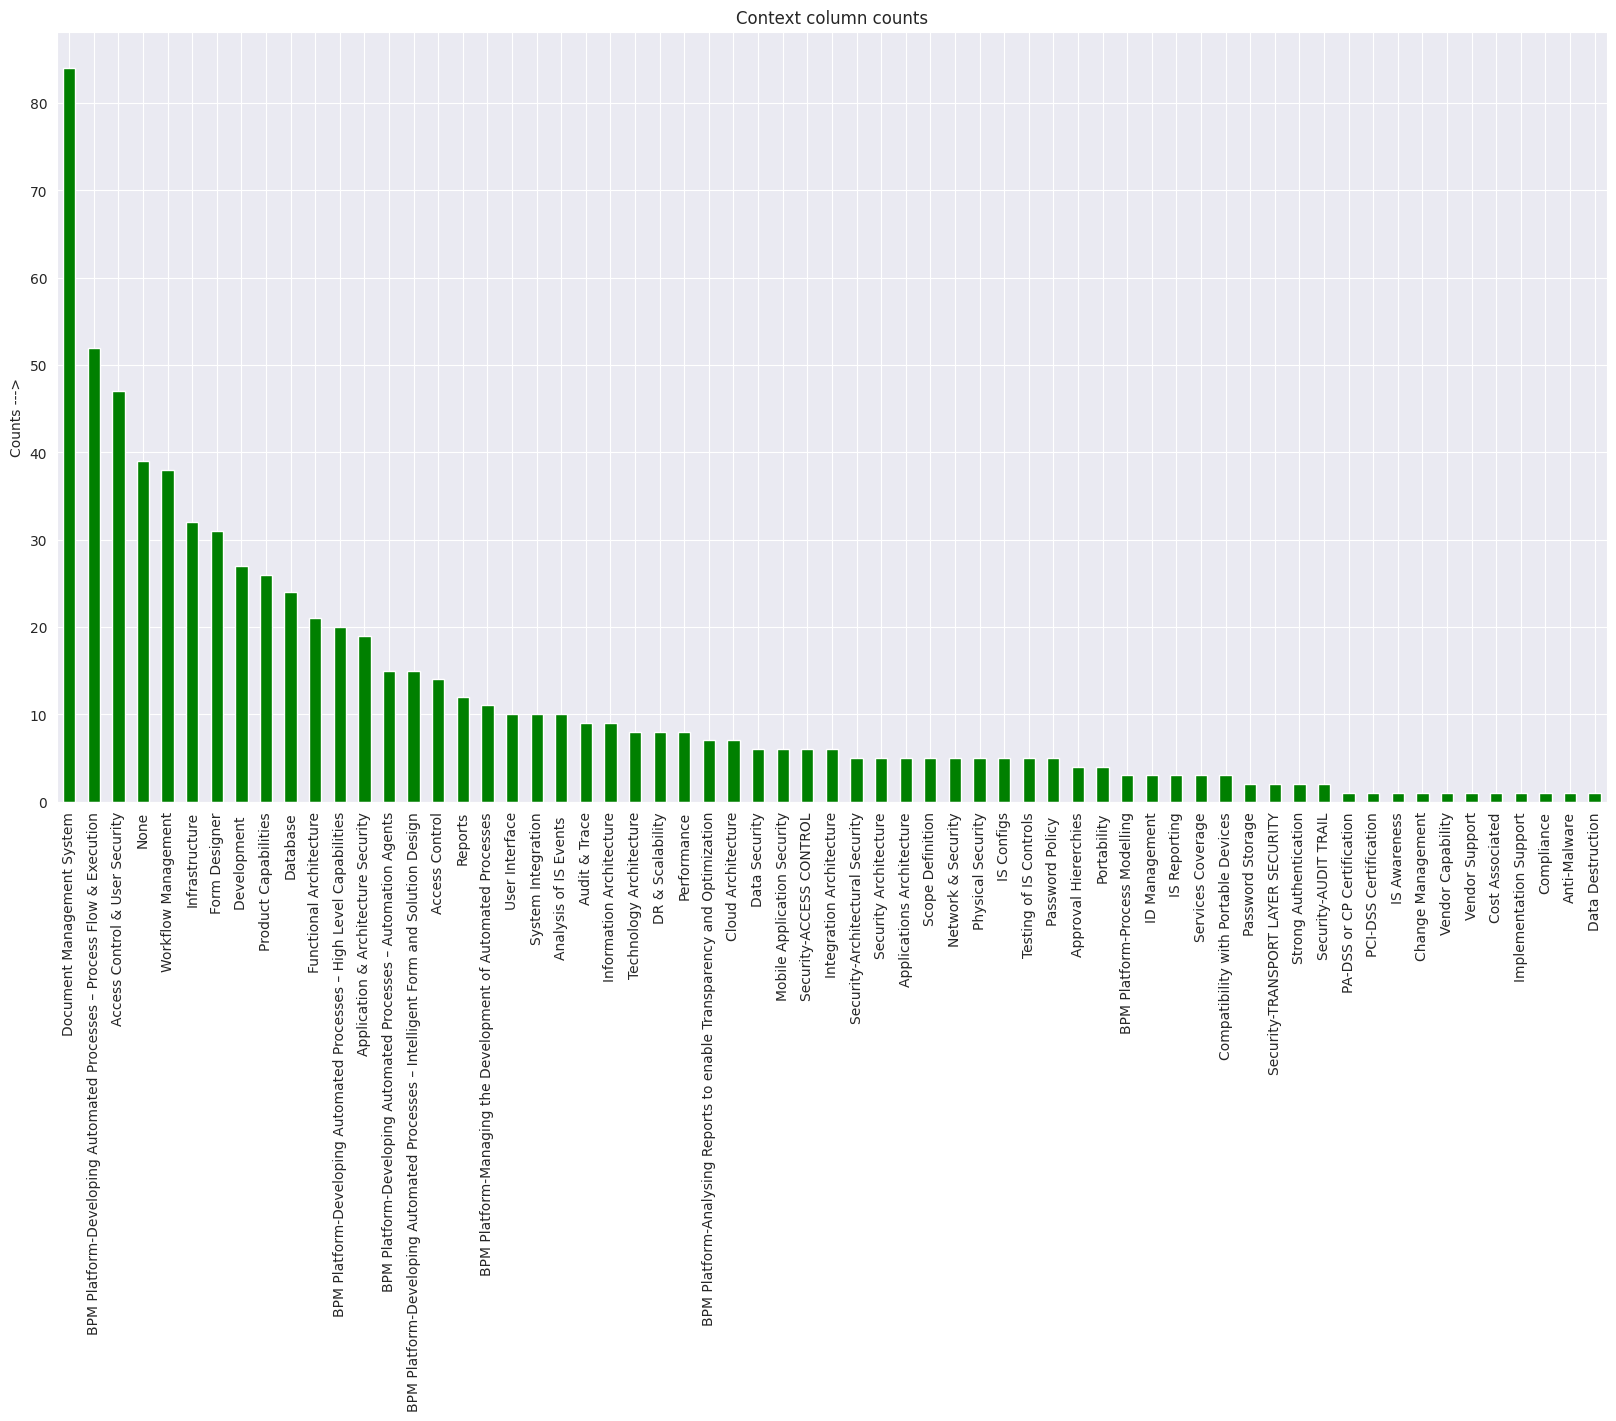 Context column counts
Counts --->
80
70
60
50
40
30
20
10
0
Document Management System
BPM Platform-Developing Automated Processes – Process Flow & Execution
Access Control & User Security
None
Workflow Management
Infrastructure
Form Designer
Development
Product Capabilities
Database
Functional Architecture
BPM Platform-Developing Automated Processes – High Level Capabilities
Application & Architecture Security
BPM Platform-Developing Automated Processes – Automation Agents
BPM Platform-Developing Automated Processes – Intelligent Form and Solution Design
Access Control
Reports
BPM Platform-Managing the Development of Automated Processes
User Interface
System Integration
Analysis of IS Events
Audit & Trace
Information Architecture
Technology Architecture
DR & Scalability
Performance
BPM Platform-Analysing Reports to enable Transparency and Optimization
Cloud Architecture
Data Security
Mobile Application Security
Security-ACCESS CONTROL
Integration Architecture
Security-Architectural Security
Security Architecture
Applications Architecture
Scope Definition
Network & Security
Physical Security
IS Configs
Testing of IS Controls
Password Policy
Approval Hiererchies
Portability
BPM Platform-Process Modelling
ID Management
IS Reporting
Services Coverage
Compatibility with Portable Devices
Password Storage
Security-TRANSPORT LAYER SECURITY
Strong Authentication
Security-AUDIT TRAIL
PA-DSS or CP Certification
PCI-DSS Certification
IS Awareness
Change Management
Vendor Capability
Vendor Support
Cost Associated
Implementation Support
Compliance
Anti-Malware
Data Destruction